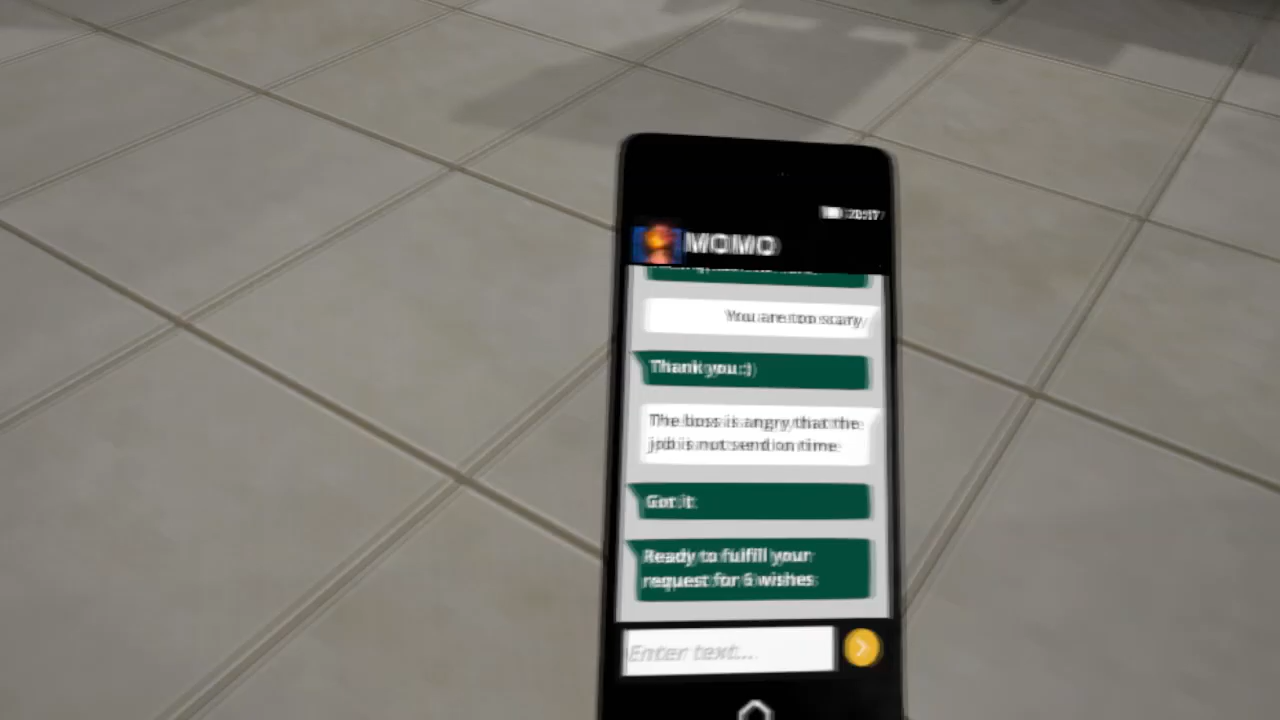 20:17
MOMO
You are too scary
Thank you :)
The boss is angry that the
job is not send on time
Got it
Ready to fulfill your
request for 6 wishes
Enter text...